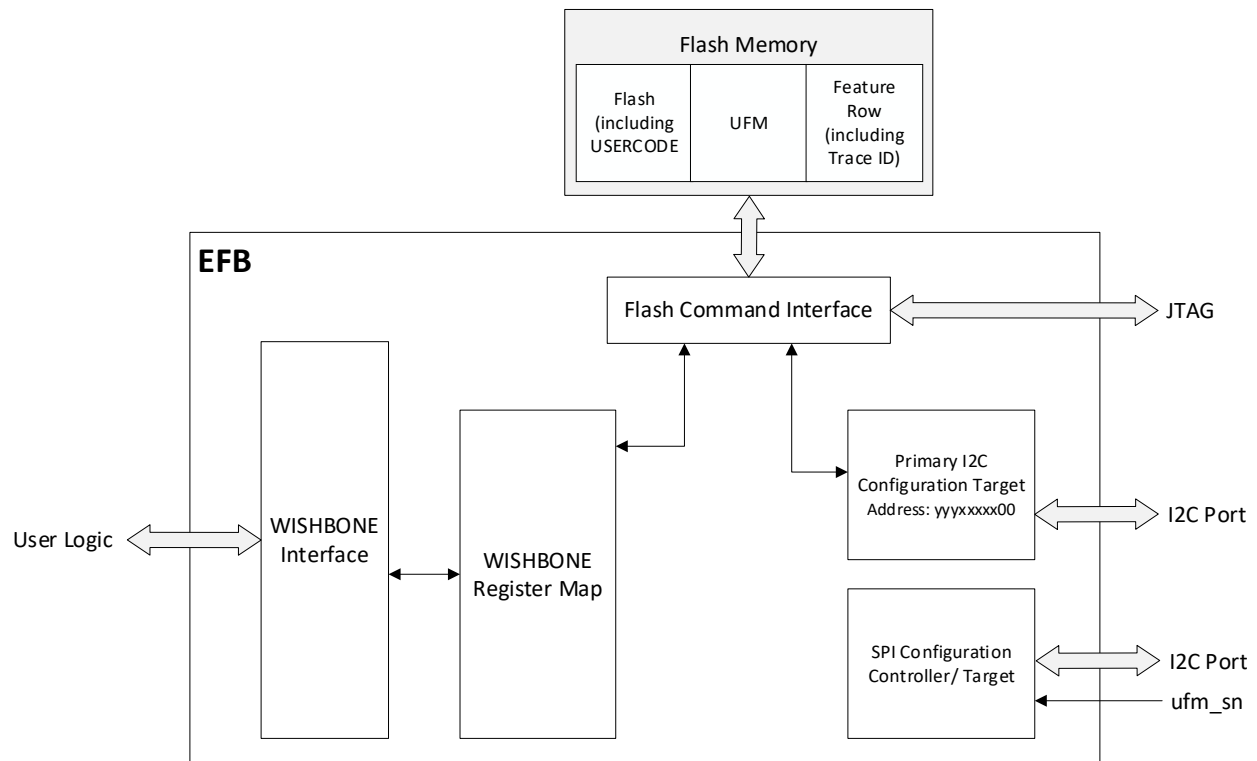 Flash Memory
Flash
(including
USERCODE
UFM
Feature
Row
(including
Trace ID)
EFB
Flash Command Interface
JTAG
Primary I2C
Configuration Target
Address: yyyxxxxx00
I2C Port
User Logic
WISHBONE
Interface
WISHBONE
Register Map
SPI Configuration
Controller/ Target
I2C Port
ufm_sn